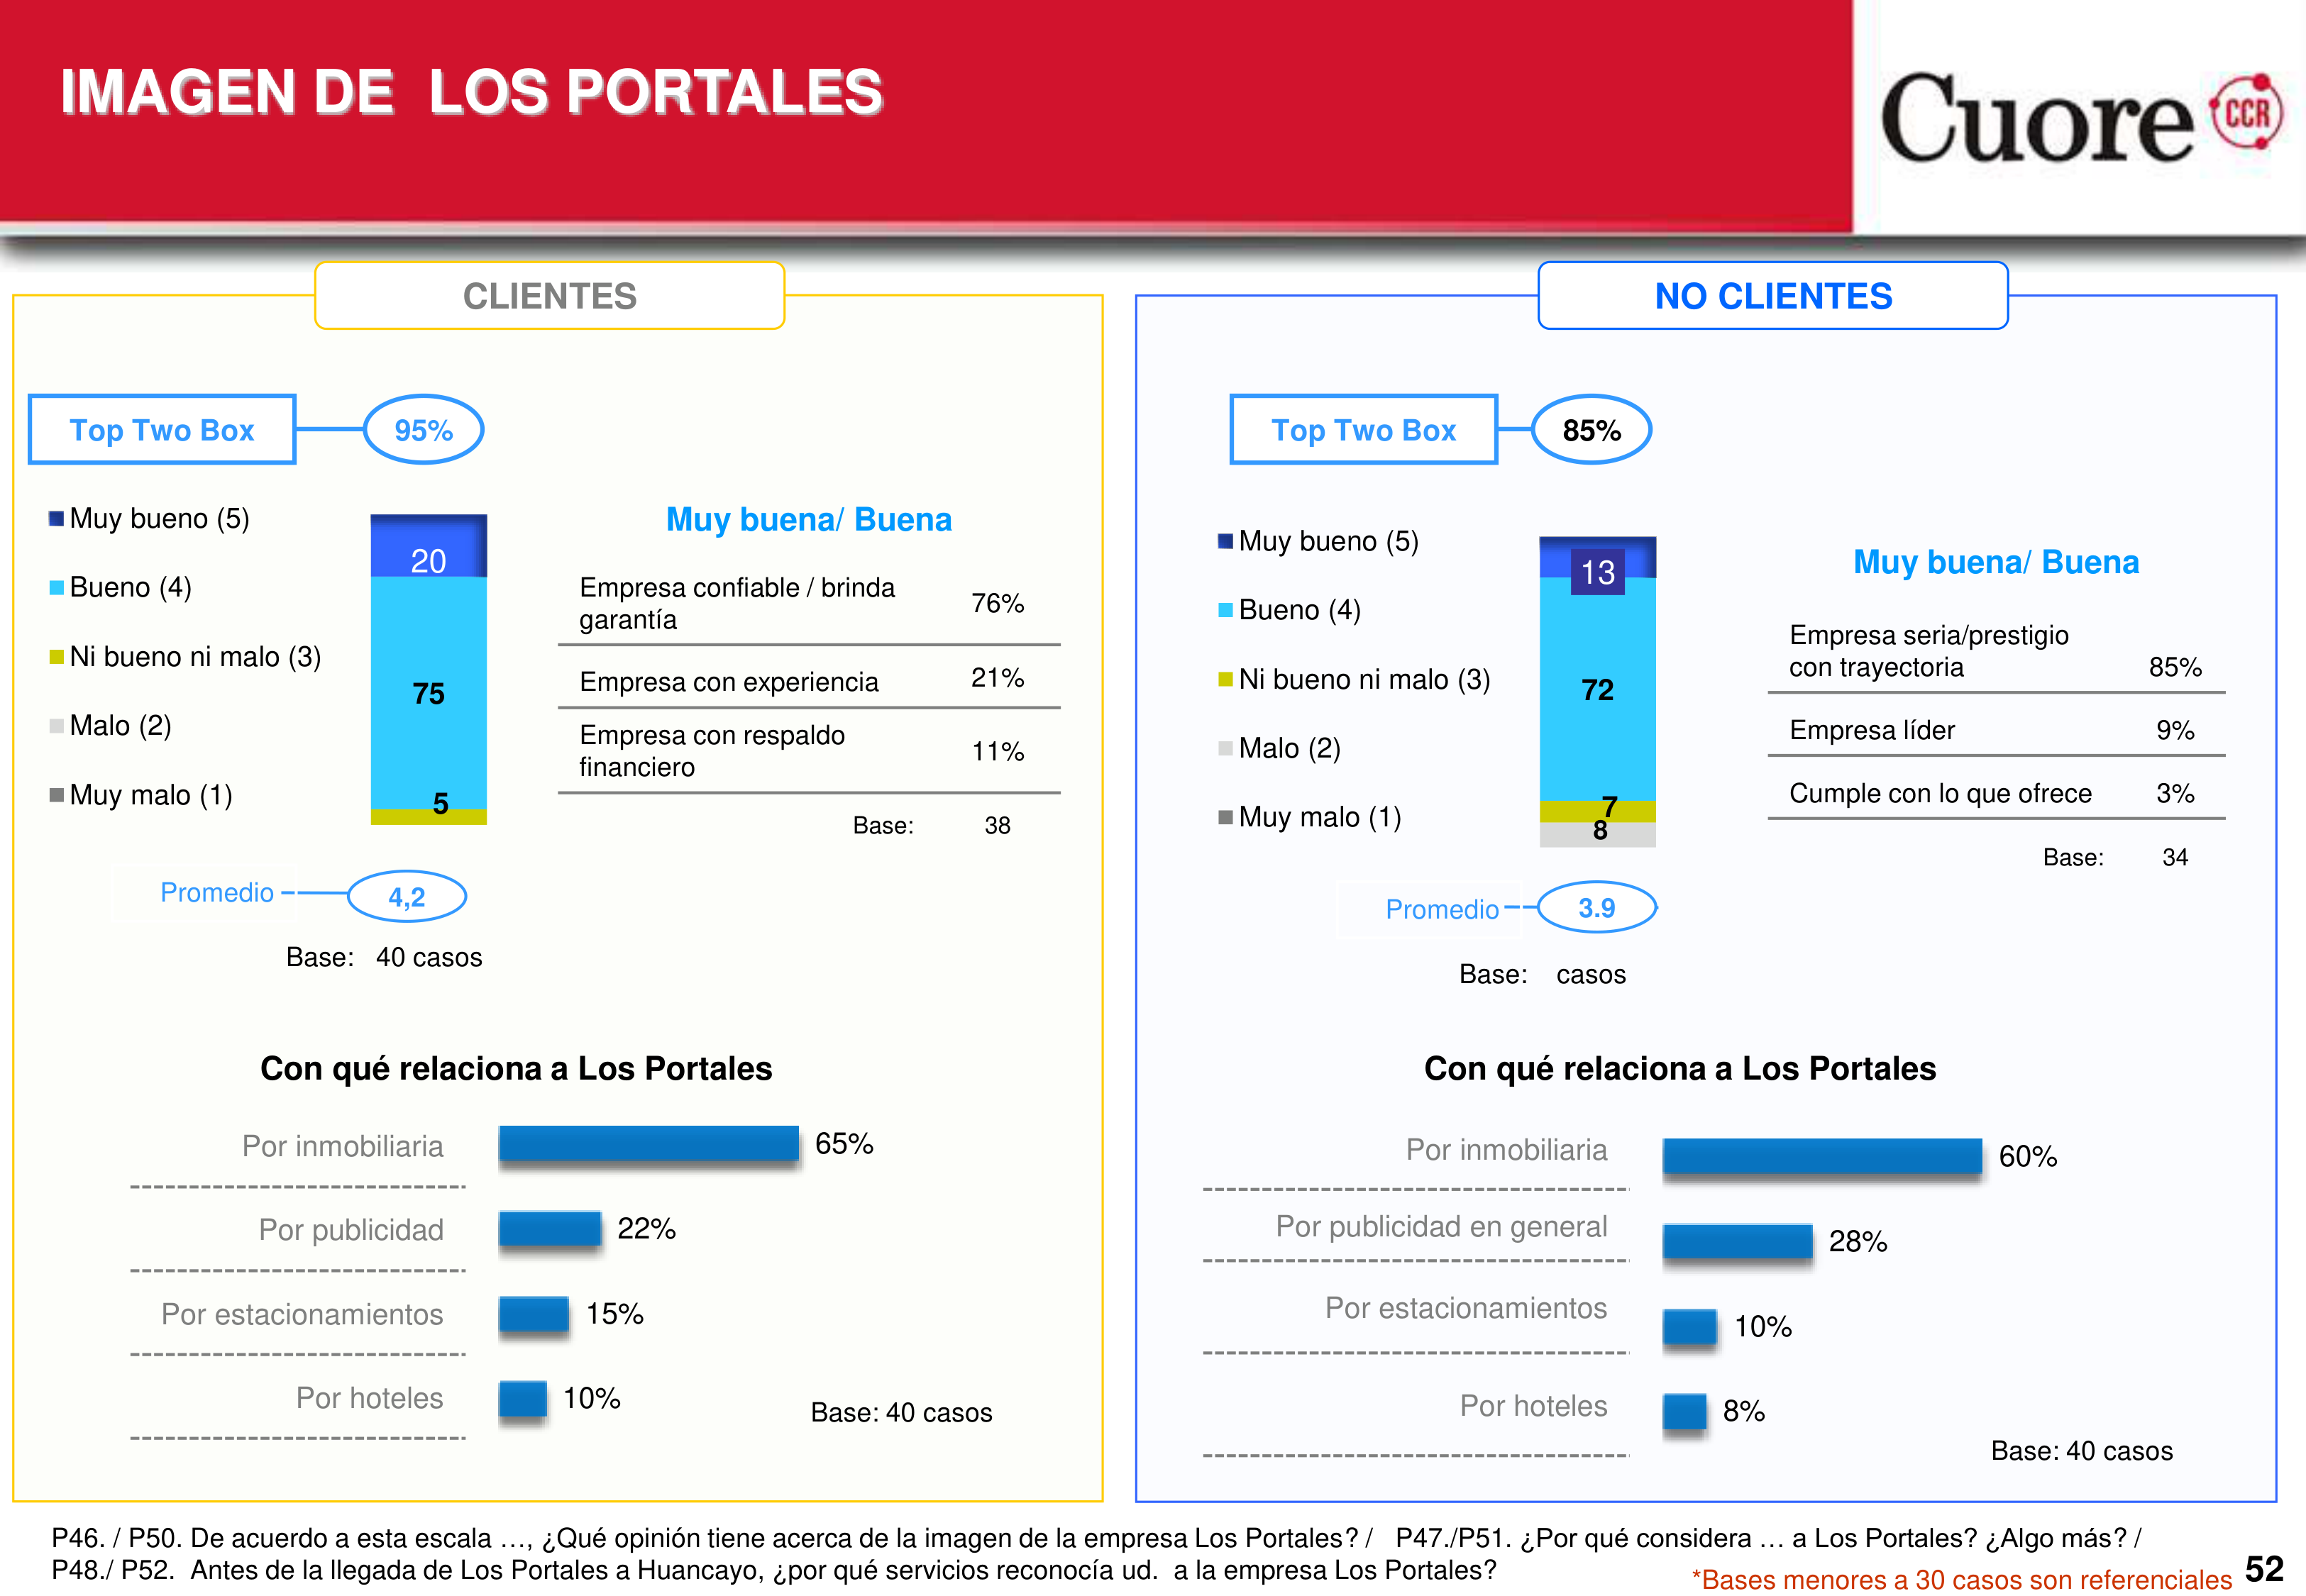 IMAGEN DE LOS PORTALES
Cuore CCR
CLIENTES
Top Two Box
95%
Muy bueno (5)
Bueno (4)
Ni bueno ni malo (3)
Malo (2)
Muy malo (1)
20
75
5
Muy buena/ Buena
Empresa confiable / brinda
garantía
76%
Empresa con experiencia
21%
Empresa con respaldo
financiero
11%
Base:
38
Promedio
4,2
Base: 40 casos
Con qué relaciona a Los Portales
Por inmobiliaria
65%
Por publicidad
22%
Por estacionamientos
15%
Por hoteles
10%
Base: 40 casos
NO CLIENTES
Top Two Box
85%
Muy bueno (5)
Bueno (4)
Ni bueno ni malo (3)
Malo (2)
Muy malo (1)
13
72
7
8
Muy buena/ Buena
Empresa seria/prestigio
con trayectoria
85%
Empresa líder
9%
Cumple con lo que ofrece
3%
Base:
34
Promedio
3.9
Base: casos
Con qué relaciona a Los Portales
Por inmobiliaria
60%
Por publicidad en general
28%
Por estacionamientos
10%
Por hoteles
8%
Base: 40 casos
P46. / P50. De acuerdo a esta escala …, ¿Qué opinión tiene acerca de la imagen de la empresa Los Portales? / P47./P51. ¿Por qué considera … a Los Portales? ¿Algo más? /
P48./ P52. Antes de la llegada de Los Portales a Huancayo, ¿por qué servicios reconocía ud. a la empresa Los Portales?
*Bases menores a 30 casos son referenciales
52